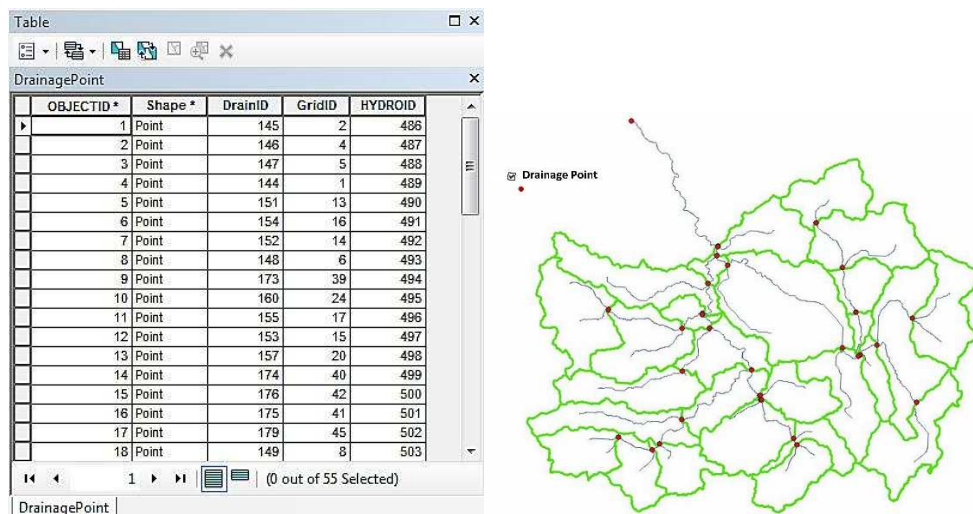 Table
DrainagePoint
OBJECTID * Shape * DrainID GridID HYDROID
1 Point 145 2 486
2 Point 146 4 487
3 Point 147 5 488
4 Point 144 1 489
5 Point 151 13 490
6 Point 154 16 491
7 Point 152 14 492
8 Point 148 6 493
9 Point 173 39 494
10 Point 160 24 495
11 Point 155 17 496
12 Point 153 15 497
13 Point 157 20 498
14 Point 174 40 499
15 Point 176 42 500
16 Point 175 41 501
17 Point 179 45 502
18 Point 149 8 503
1 (0 out of 55 Selected)
DrainagePoint
Drainage Point